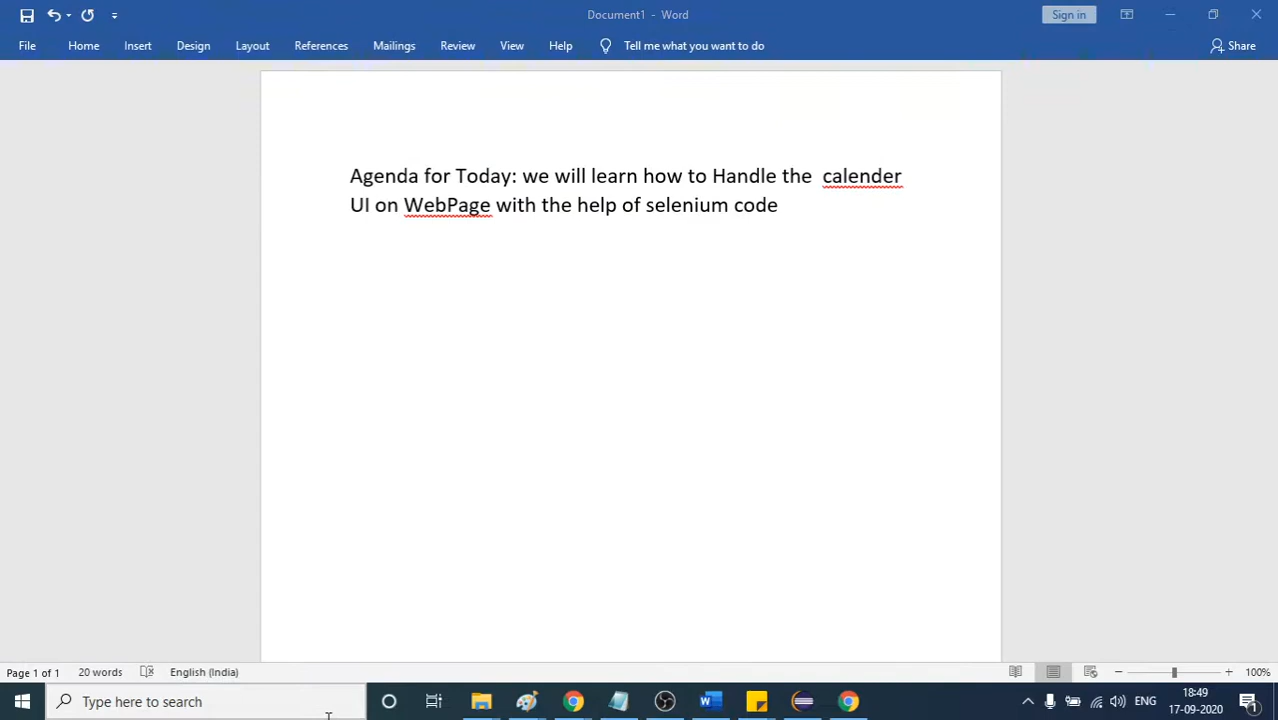 Document1 - Word
Sign in
File Home Insert Design Layout References Mailings Review View Help Tell me what you want to do Share
Agenda for Today: we will learn how to Handle the calender
UI on WebPage with the help of selenium code
Page 1 of 1 20 words English (India) 100%
Type here to search
ENG
18:49
17-09-2020
1